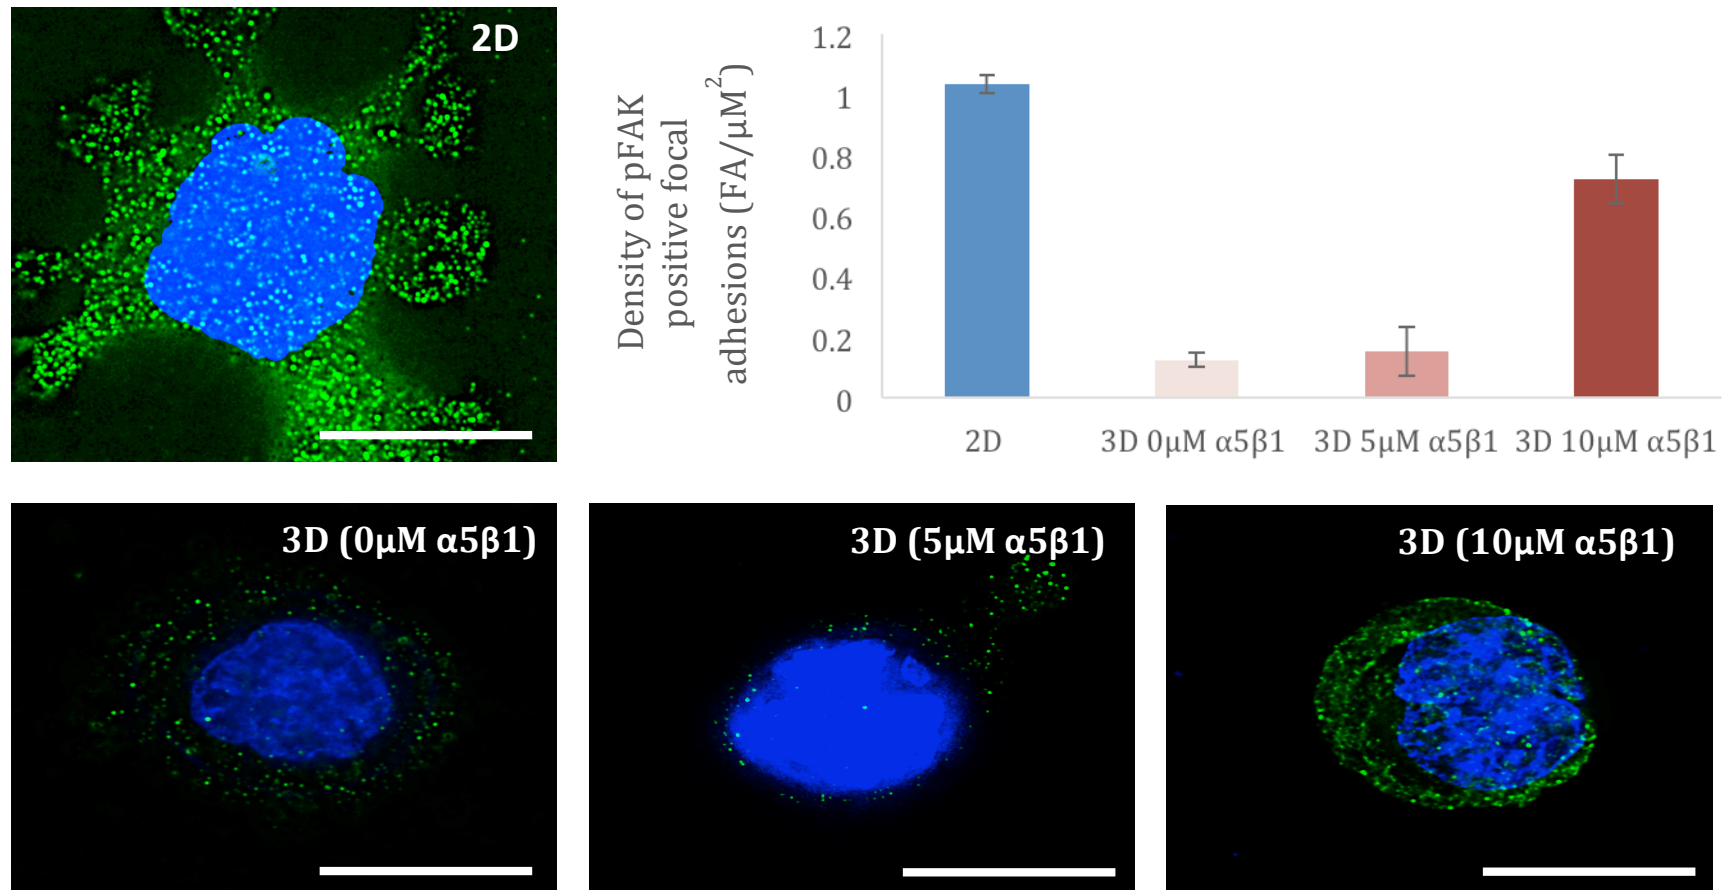 2D
Density of pFAK
positive focal
adhesions (FA/μM²)
1.2
1
0.8
0.6
0.4
0.2
0
2D
3D 0μM α5β1
3D 5μM α5β1
3D 10μM α5β1
3D (0μM α5β1)
3D (5μM α5β1)
3D (10μM α5β1)